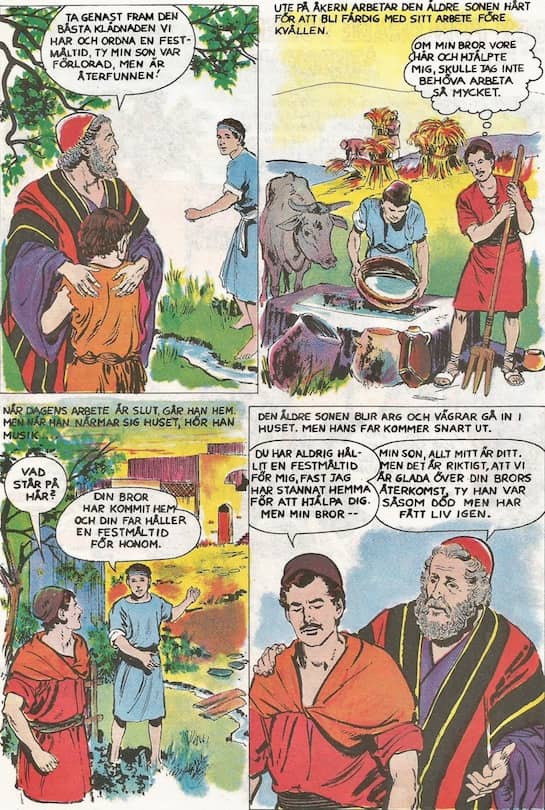 TA GENAST FRAM DEN
BÄSTA KLÄDNADEN VI
HAR OCH ORDNA EN FEST-
MÅLTID, TY MIN SON VAR
FÖRLORAD, MEN ÄR
ÅTERFUNNEN!
UTE PÅ ÅKERN ARBETAR DEN ÄLDRE SONEN HÅRT
FÖR ATT BLI FÄRDIG MED SITT ARBETE FÖRE
KVÄLLEN.
OM MIN BROR VORE
HÄR OCH HJÄLPTE
MIG, SKULLE JAG INTE
BEHÖVA ARBETA
SÅ MYCKET.
NÄR DAGENS ARBETE ÄR SLUT, GÅR HAN HEM.
MEN NÄR HAN NÄRMAR SIG HUSET, HÖR HAN
MUSIK...
VAD
STÅR PÅ
HÄR?
DIN BROR
HAR KOMMIT HEM
OCH DIN FAR HÅLLER
EN FESTMÅLTID
FÖR HONOM.
DEN ÄLDRE SONEN BLIR ARG OCH VÄGRAR GÅ IN I
HUSET. MEN HANS FAR KOMMER SNART UT.
DU HAR ALDRIG HÅL-
LIT EN FESTMÅLTID
FÖR MIG, FAST JAG
HAR STANNAT HEMMA
FÖR ATT HJÄLPA DIG.
MEN MIN BROR --
MIN SON, ALLT MITT ÄR DITT.
MEN DET ÄR RIKTIGT, ATT VI
ÄR GLADA ÖVER DIN BRORS
ÅTERKOMST, TY HAN VAR
SÅSOM DÖD MEN HAR
FÅTT LIV IGEN.